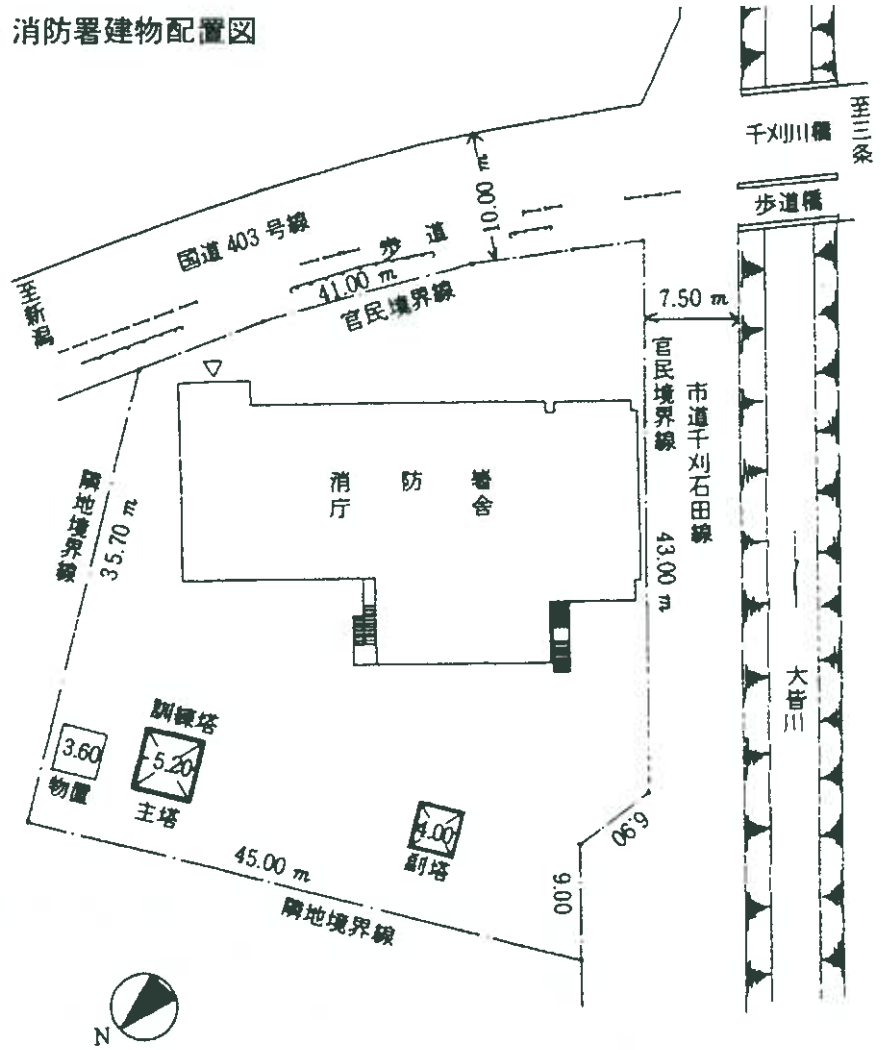 消防署建物配置図
至三条
千刈川橋
歩道橋
10.00 m
国道 403 号線
歩道
至新潟
41.00 m
官民境界線
7.50 m
官民境界線
市道千刈石田線
43.00 m
消防署
庁舎
隣地境界線
35.70 m
大皆川
訓練塔
3.60
5.20
物置
主塔
4.00
副塔
6.90
9.00
45.00 m
隣地境界線
N